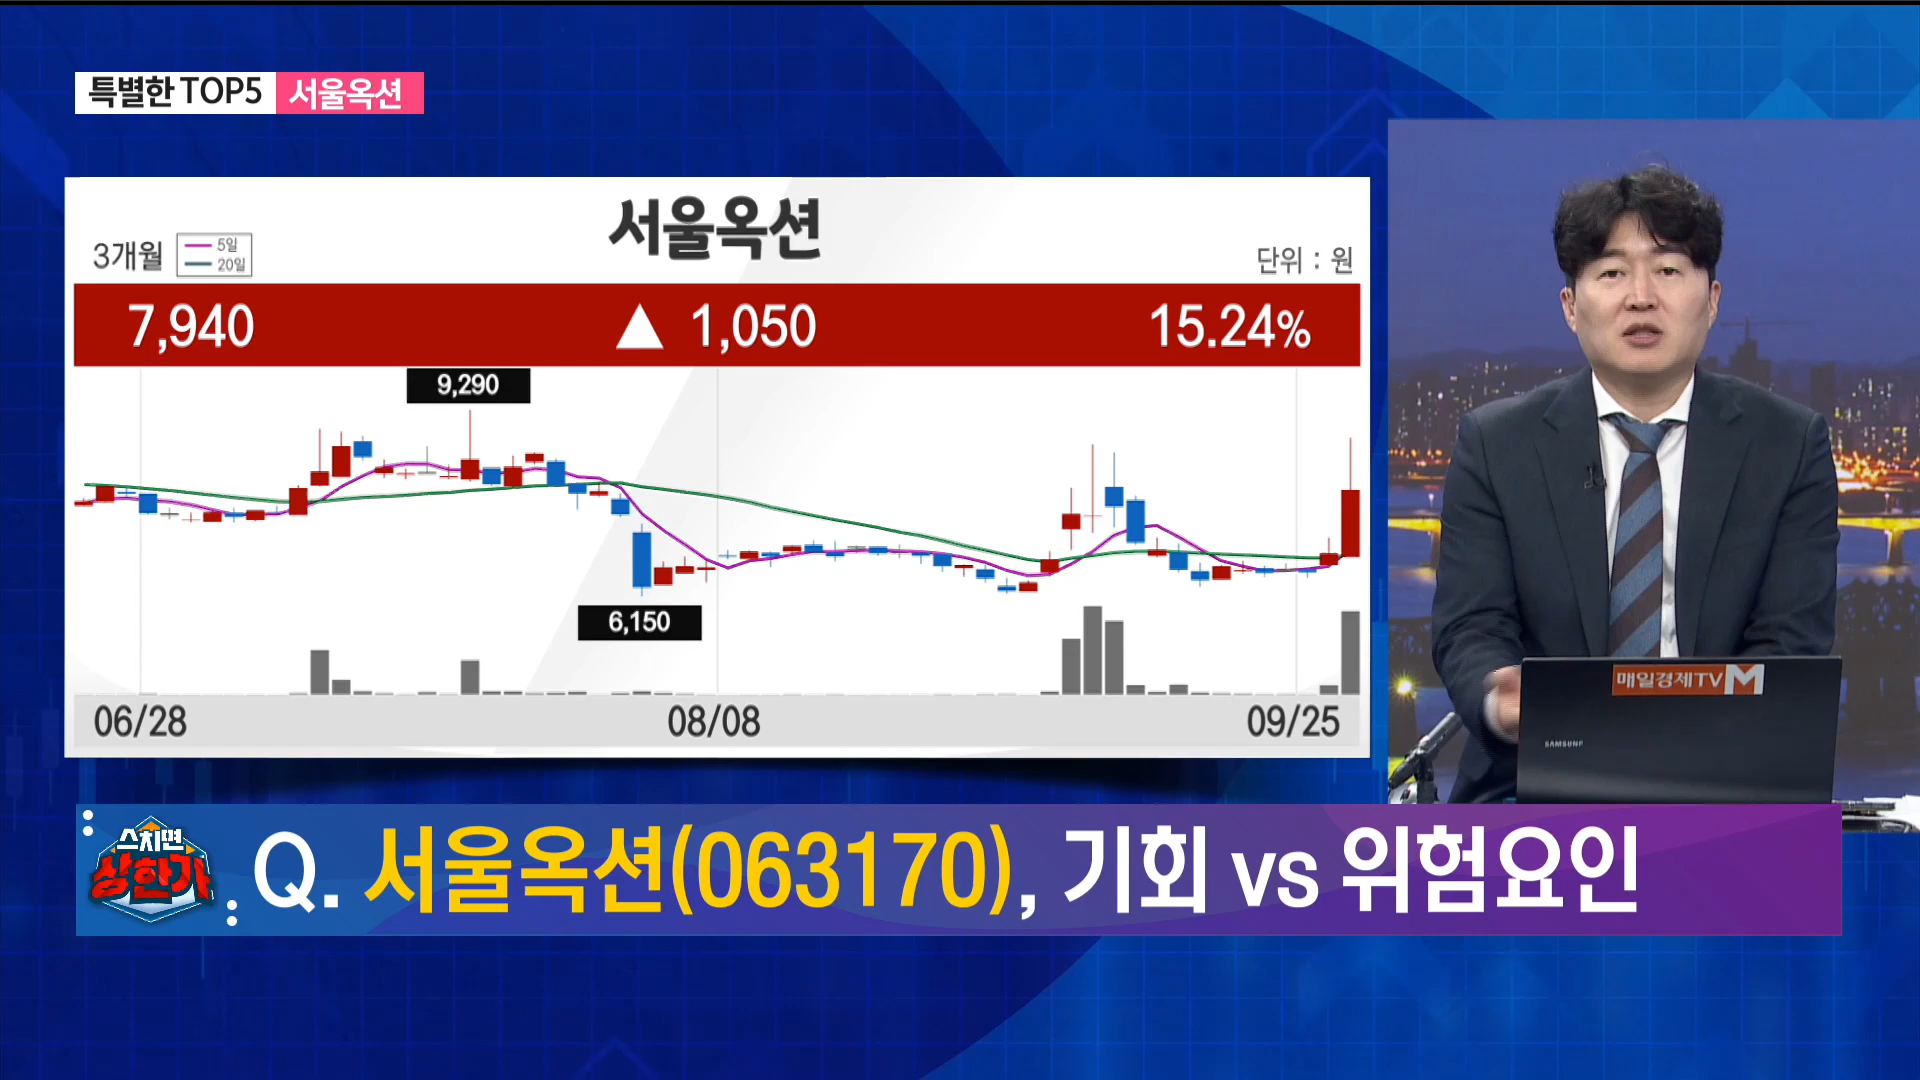 특별한 TOP5 서울옥션
서울옥션
3개월
5일
20일
단위 : 원
7,940 ▲ 1,050 15.24%
9,290
6,150
06/28 08/08 09/25
매일경제TV M
SAMSUNG
스치면
상한가
Q. 서울옥션(063170), 기회 vs 위험요인